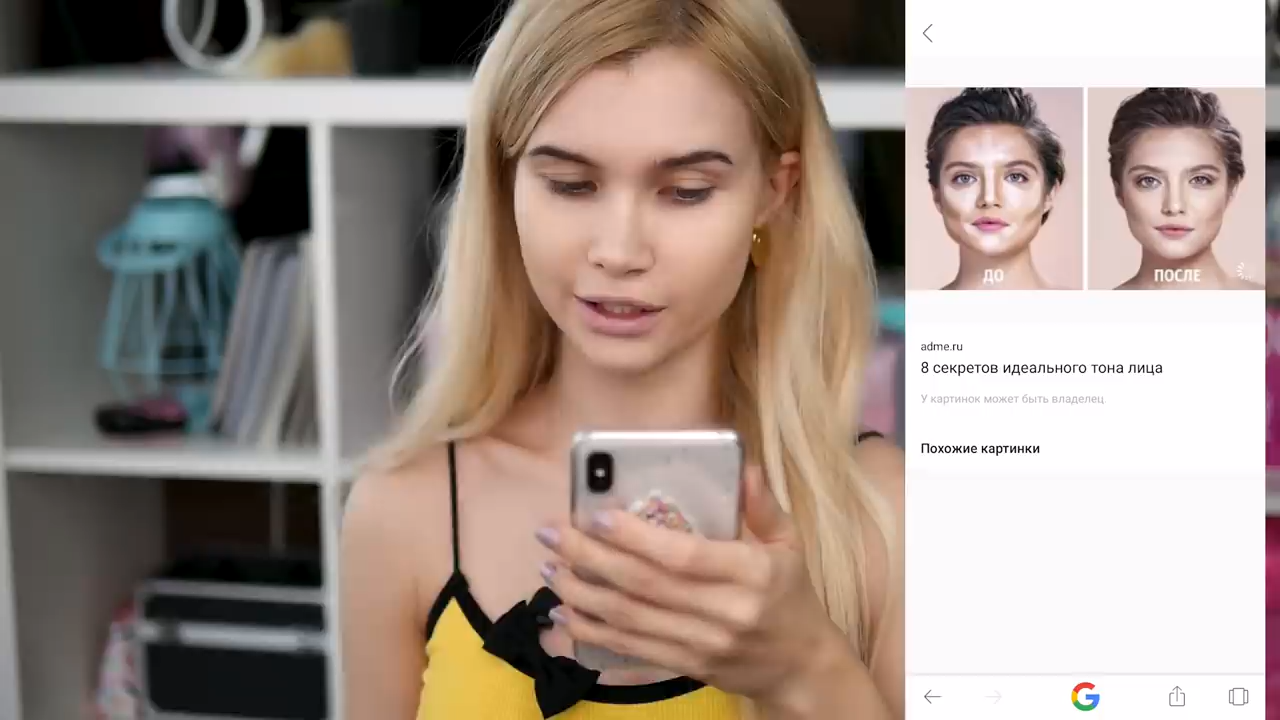 ДО
ПОСЛЕ
adme.ru
8 секретов идеального тона лица
У картинок может быть владелец.
Похожие картинки